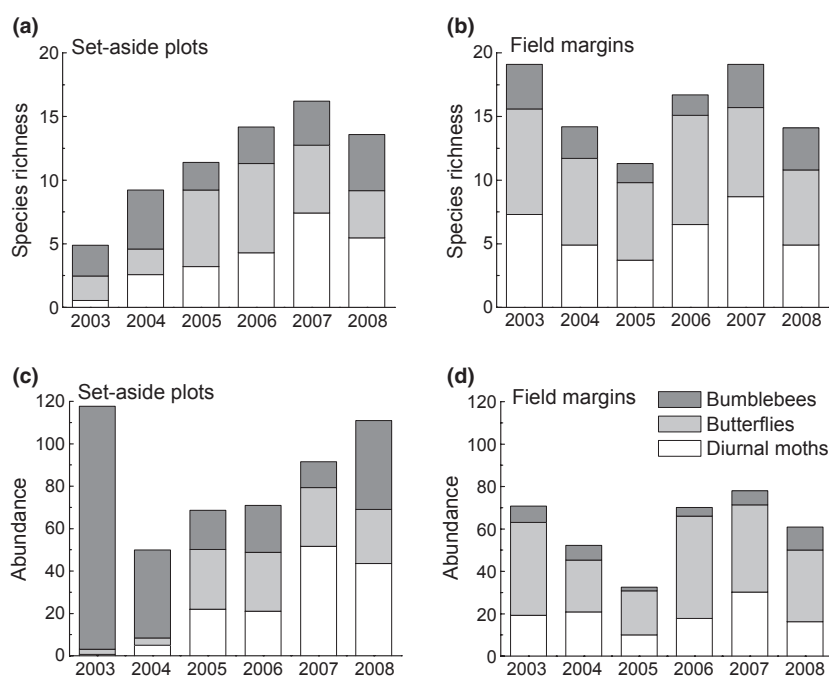 (a)
Set-aside plots
Species richness
20
15
10
5
0
2003 2004 2005 2006 2007 2008
(b)
Field margins
Species richness
20
15
10
5
0
2003 2004 2005 2006 2007 2008
(c)
Set-aside plots
Abundance
120
100
80
60
40
20
0
2003 2004 2005 2006 2007 2008
(d)
Field margins
Bumblebees
Butterflies
Diurnal moths
Abundance
120
100
80
60
40
20
0
2003 2004 2005 2006 2007 2008